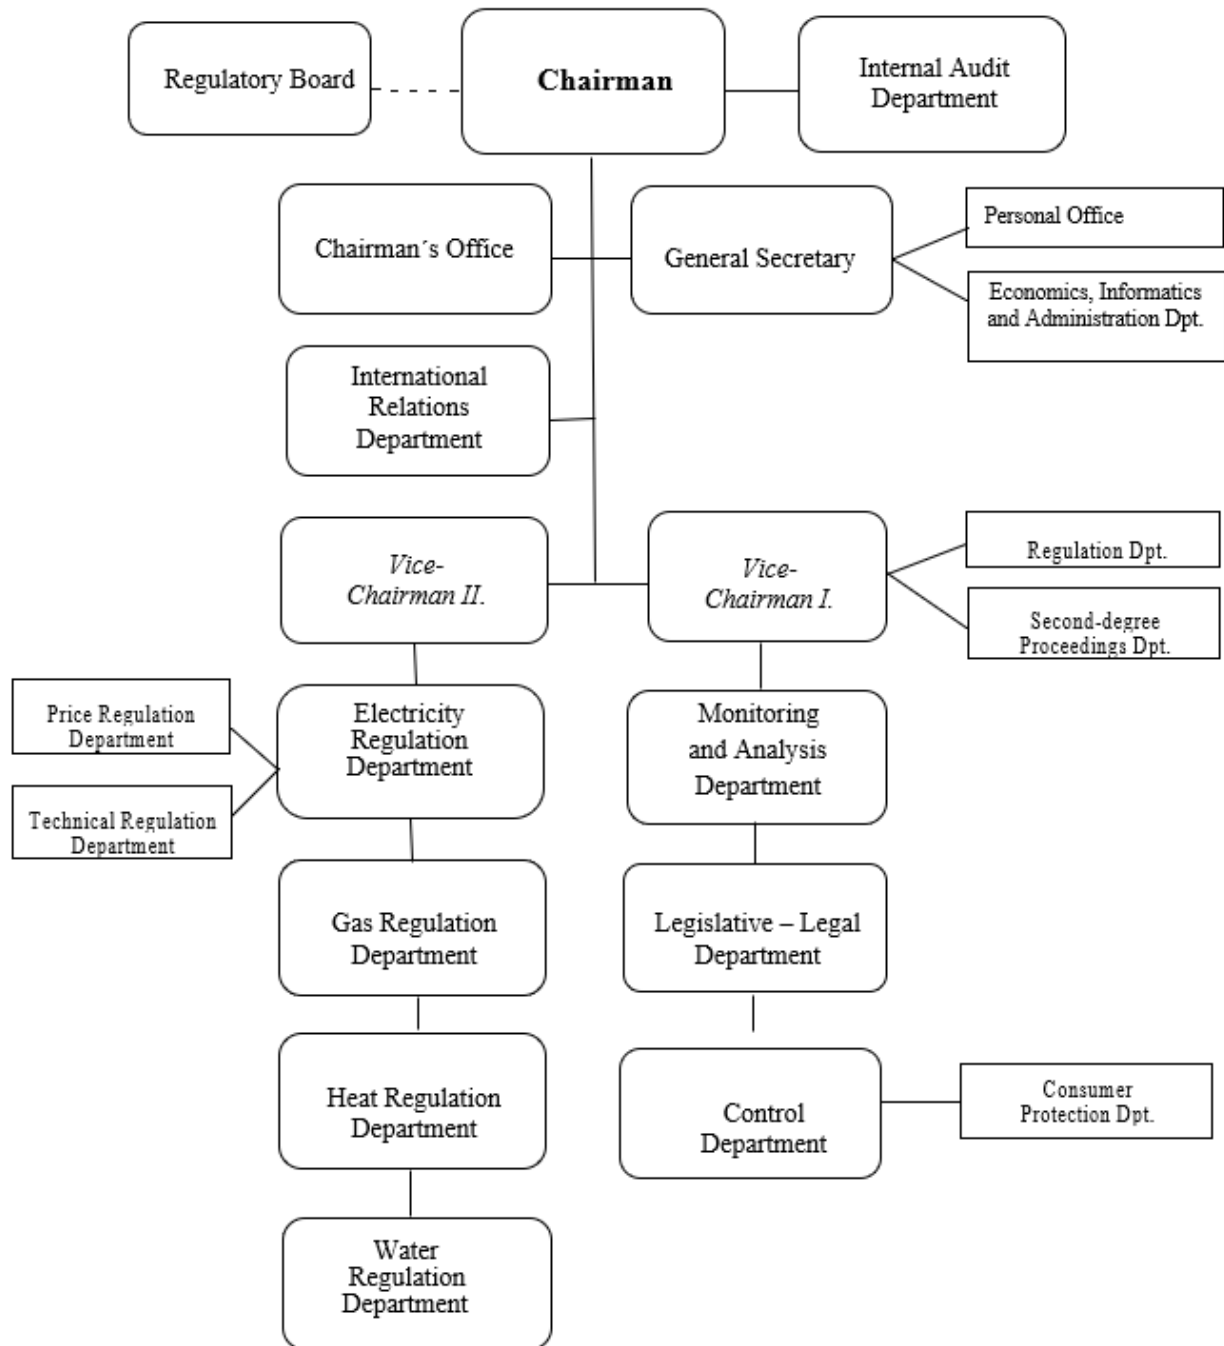 Regulatory Board
Chairman
Internal Audit
Department
Chairman´s Office
General Secretary
Personal Office
Economics, Informatics
and Administration Dpt.
International
Relations
Department
Vice-
Chairman II.
Vice-
Chairman I.
Regulation Dpt.
Second-degree
Proceedings Dpt.
Price Regulation
Department
Technical Regulation
Department
Electricity
Regulation
Department
Monitoring
and Analysis
Department
Gas Regulation
Department
Legislative – Legal
Department
Heat Regulation
Department
Control
Department
Consumer
Protection Dpt.
Water
Regulation
Department